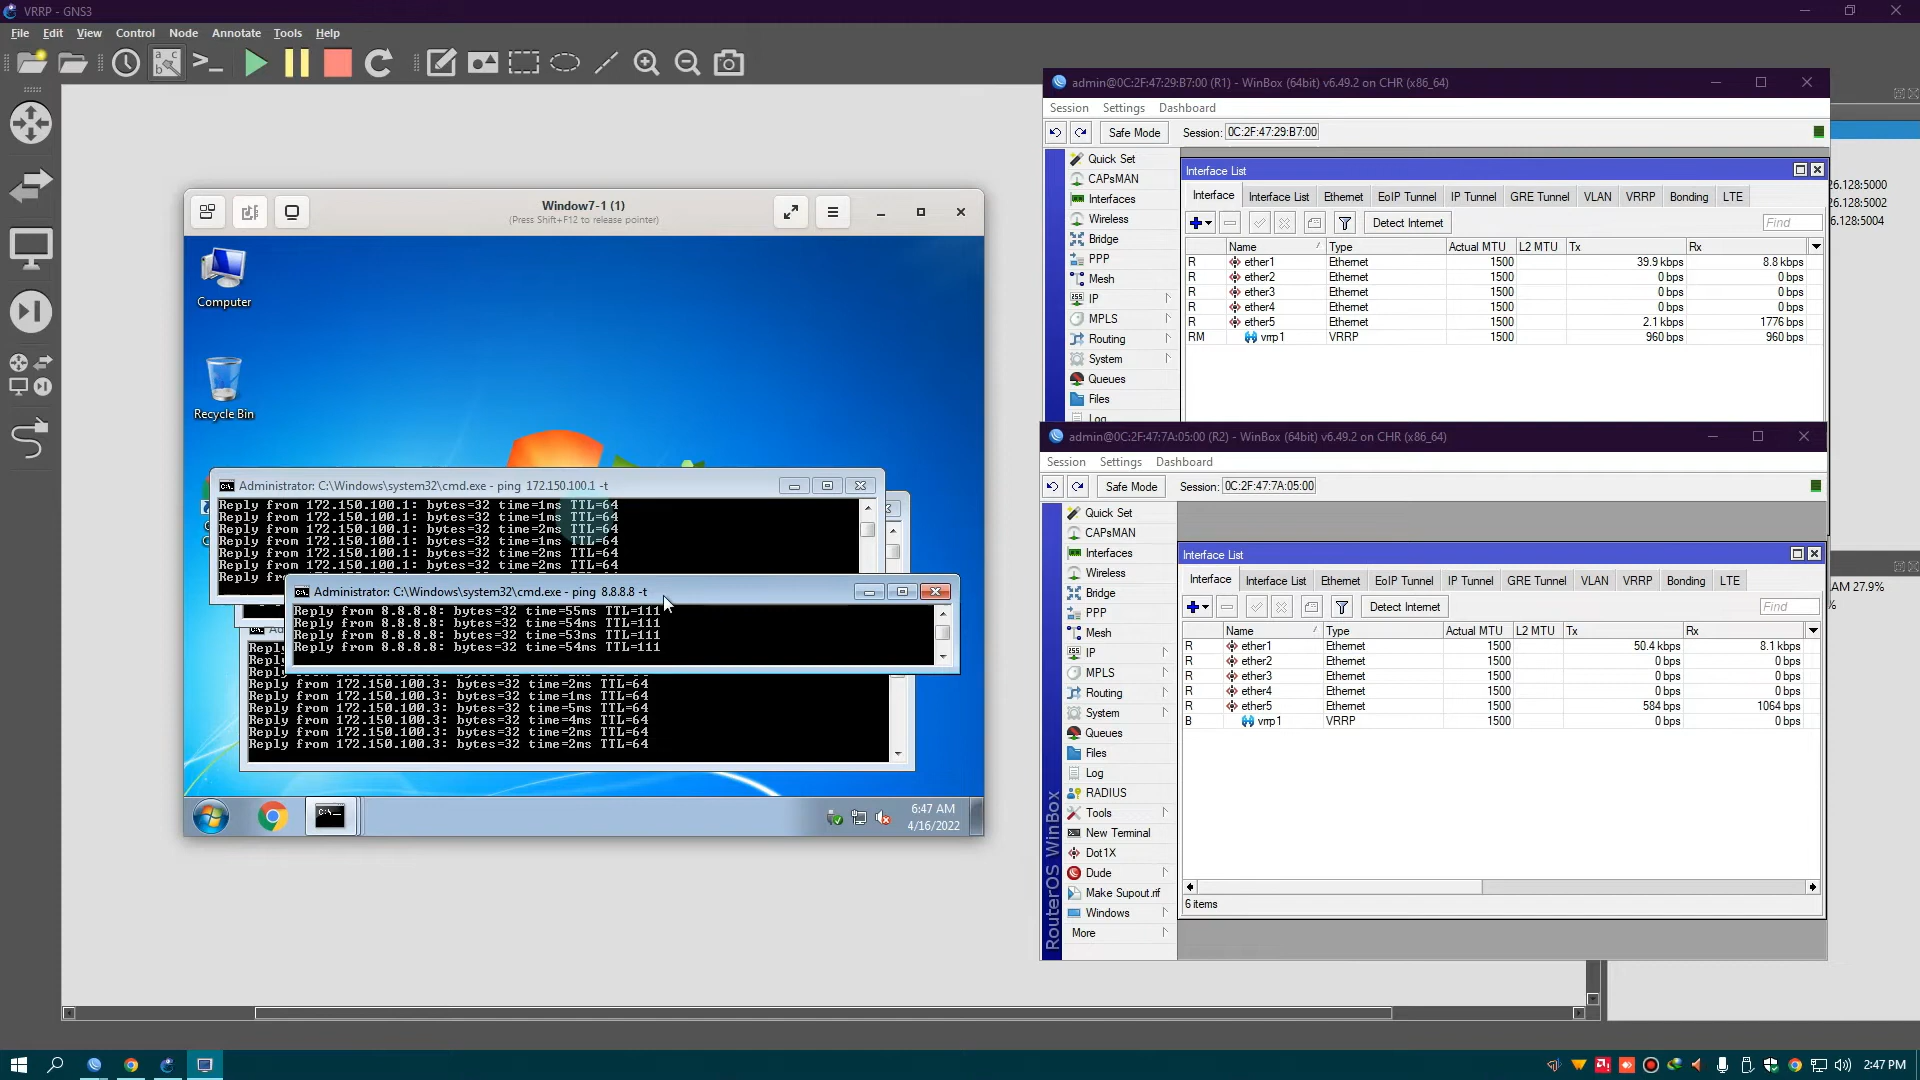 VRRP - GNS3
File Edit View Control Node Annotate Tools Help
Window7-1 (1)
(Press Shift+F12 to release pointer)
Computer
Recycle Bin
Administrator: C:\Windows\system32\cmd.exe - ping 172.150.100.1 -t
Reply from 172.150.100.1: bytes=32 time=1ms TTL=64
Reply from 172.150.100.1: bytes=32 time=1ms TTL=64
Reply from 172.150.100.1: bytes=32 time=2ms TTL=64
Reply from 172.150.100.1: bytes=32 time=1ms TTL=64
Reply from 172.150.100.1: bytes=32 time=2ms TTL=64
Reply from 172.150.100.1: bytes=32 time=2ms TTL=64
Reply
Administrator: C:\Windows\system32\cmd.exe - ping 8.8.8.8 -t
Reply from 8.8.8.8: bytes=32 time=55ms TTL=111
Reply from 8.8.8.8: bytes=32 time=54ms TTL=111
Reply from 8.8.8.8: bytes=32 time=53ms TTL=111
Reply from 8.8.8.8: bytes=32 time=54ms TTL=111
Reply
Reply
Reply
Reply from 172.150.100.3: bytes=32 time=2ms TTL=64
Reply from 172.150.100.3: bytes=32 time=1ms TTL=64
Reply from 172.150.100.3: bytes=32 time=5ms TTL=64
Reply from 172.150.100.3: bytes=32 time=4ms TTL=64
Reply from 172.150.100.3: bytes=32 time=2ms TTL=64
Reply from 172.150.100.3: bytes=32 time=2ms TTL=64
6:47 AM
4/16/2022
admin@0C:2F:47:29:B7:00 (R1) - WinBox (64bit) v6.49.2 on CHR (x86_64)
Session Settings Dashboard
Safe Mode Session: 0C:2F:47:29:B7:00
Quick Set
CAPsMAN
Interfaces
Wireless
Bridge
PPP
Mesh
IP
MPLS
Routing
System
Queues
Files
Log
Interface List
Interface Interface List Ethernet EoIP Tunnel IP Tunnel GRE Tunnel VLAN VRRP Bonding LTE
Detect Internet Find
Name Type Actual MTU L2 MTU Tx Rx
R ether1 Ethernet 1500 39.9 kbps 8.8 kbps
R ether2 Ethernet 1500 0 bps 0 bps
R ether3 Ethernet 1500 0 bps 0 bps
R ether4 Ethernet 1500 0 bps 0 bps
R ether5 Ethernet 1500 2.1 kbps 1776 bps
RM vrrp1 VRRP 1500 960 bps 960 bps
26.128:5000
26.128:5002
6.128:5004
admin@0C:2F:47:7A:05:00 (R2) - WinBox (64bit) v6.49.2 on CHR (x86_64)
Session Settings Dashboard
Safe Mode Session: 0C:2F:47:7A:05:00
Quick Set
CAPsMAN
Interfaces
Wireless
Bridge
PPP
Mesh
IP
MPLS
Routing
System
Queues
Files
Log
RADIUS
Tools
New Terminal
Dot1X
Dude
Make Supout.rif
Windows
More
RouterOS WinBox
Interface List
Interface Interface List Ethernet EoIP Tunnel IP Tunnel GRE Tunnel VLAN VRRP Bonding LTE
Detect Internet Find
Name Type Actual MTU L2 MTU Tx Rx
R ether1 Ethernet 1500 50.4 kbps 8.1 kbps
R ether2 Ethernet 1500 0 bps 0 bps
R ether3 Ethernet 1500 0 bps 0 bps
R ether4 Ethernet 1500 0 bps 0 bps
R ether5 Ethernet 1500 584 bps 1064 bps
B vrrp1 VRRP 1500 0 bps 0 bps
6 items
AM 27.9%
%
2:47 PM